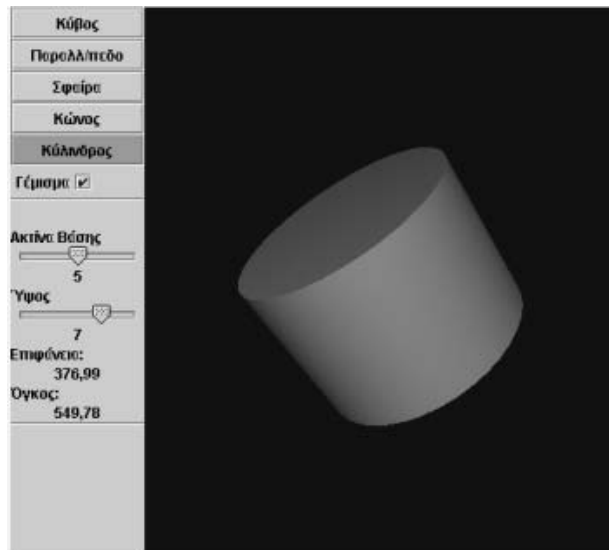 Κύβος
Παραλλ/πεδο
Σφαίρα
Κώνος
Κύλινδρος
Γέμισμα
Ακτίνα Βάσης
5
Ύψος
7
Επιφάνεια:
376,99
Όγκος:
549,78